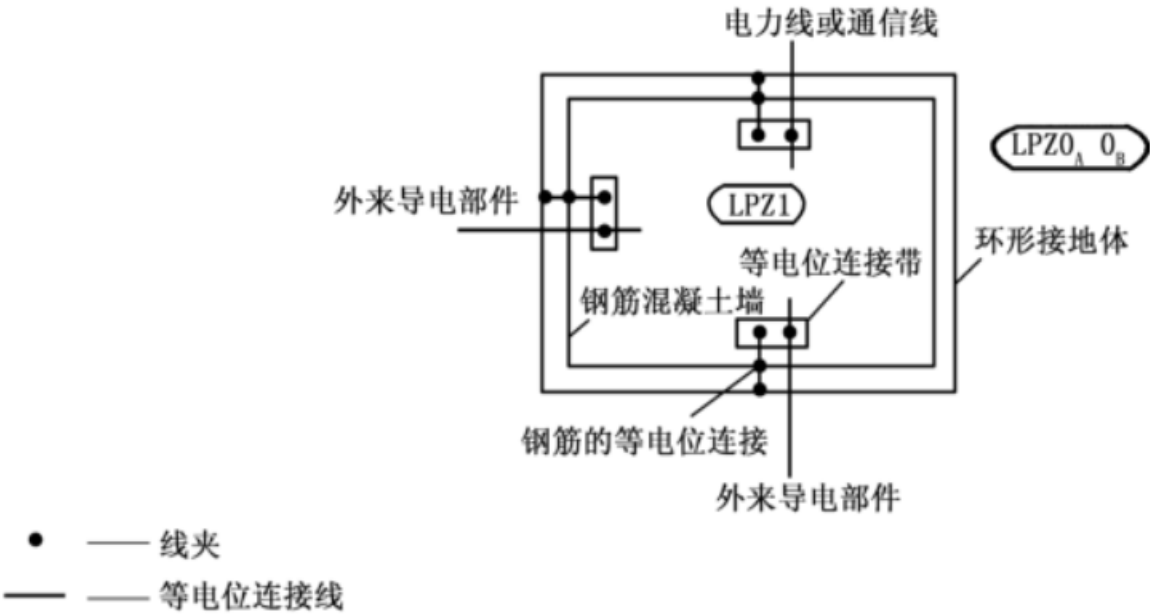 电力线或通信线
LPZ0A 0B
外来导电部件
LPZ1
环形接地体
等电位连接带
钢筋混凝土墙
钢筋的等电位连接
外来导电部件
线夹
等电位连接线